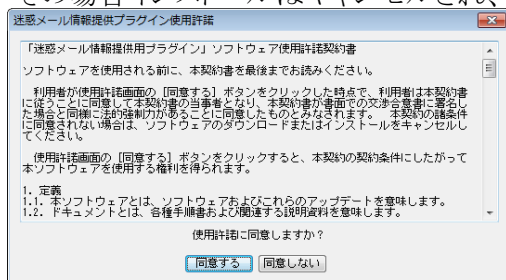 その場合インストールはキャンセルされ、
迷惑メール情報提供プラグイン使用許諾
「迷惑メール情報提供用プラグイン」ソフトウェア使用許諾契約書
ソフトウェアを使用される前に、本契約書を最後までお読みください。
利用者が使用許諾画面の［同意する］ボタンをクリックした時点で、利用者は本契約書
に従うことに同意して本契約書の当事者となり、本契約書が書面での交渉合意書に署名し
た場合と同様に法的強制力があることに同意したものとみなされます。 本契約の諸条件
に同意されない場合は、ソフトウェアのダウンロードまたはインストールをキャンセルし
てください。
使用許諾画面の［同意する］ボタンをクリックすると、本契約の契約条件にしたがって
本ソフトウェアを使用する権利を得られます。
1. 定義
1.1. 本ソフトウェアとは、ソフトウェアおよびこれらのアップデートを意味します。
1.2. ドキュメントとは、各種手順書および関連する説明資料を意味します。
使用許諾に同意しますか？
同意する 同意しない